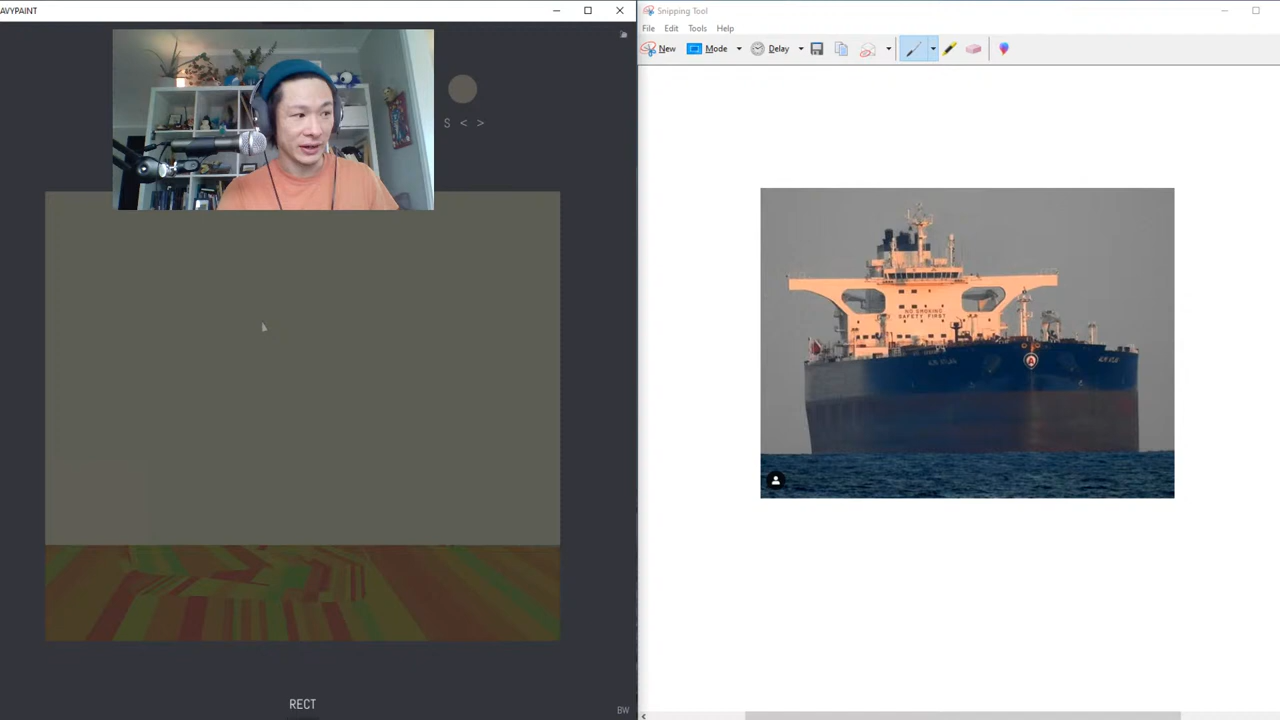 AVYPAINT
Snipping Tool
File Edit Tools Help
New Mode Delay
S < >
NO SMOKING
SAFETY FIRST
A
RECT
BW